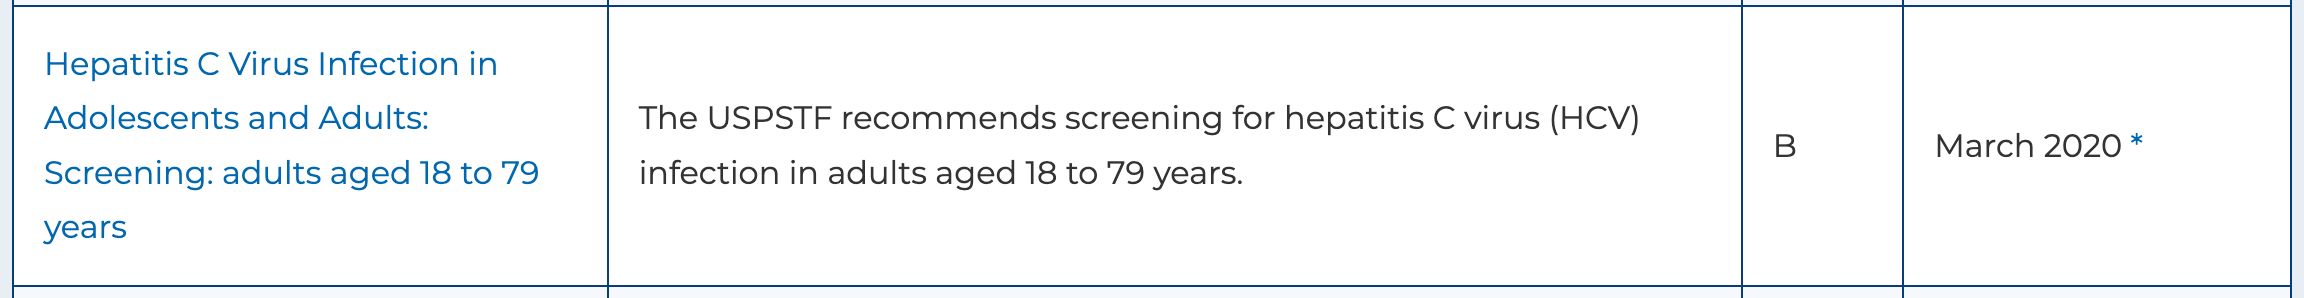 Hepatitis C Virus Infection in
Adolescents and Adults:
Screening: adults aged 18 to 79
years
The USPSTF recommends screening for hepatitis C virus (HCV)
infection in adults aged 18 to 79 years.
B
March 2020 *